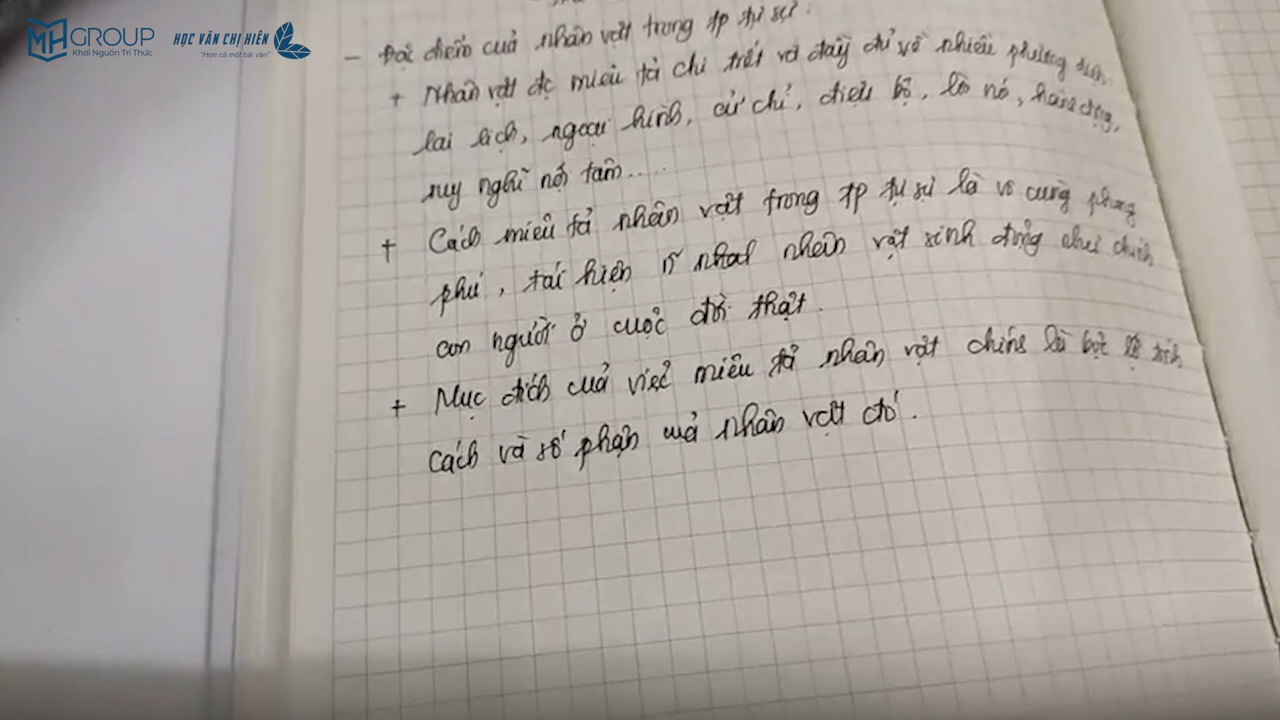 MH GROUP
Khơi Nguồn Tri Thức
HỌC VĂN CHỊ HIÊN
"Hơn cả một bài văn"
- Đặc điểm của nhân vật trong tp tự sự:
+ Nhân vật đc miêu tả chi tiết và đầy đủ về nhiều phương diện:
lai lịch, ngoại hình, cử chỉ, điệu bộ, lời nó, hành động,
suy nghĩ nội tâm.....
+ Cách miêu tả nhân vật trong tp tự sự là vô cùng phong
phú, tái hiện nhân vật sinh động như chính
con người ở cuộc đời thật.
+ Mục đích của việc miêu tả nhân vật chính là bộc lộ tính
cách và số phận của nhân vật đó.